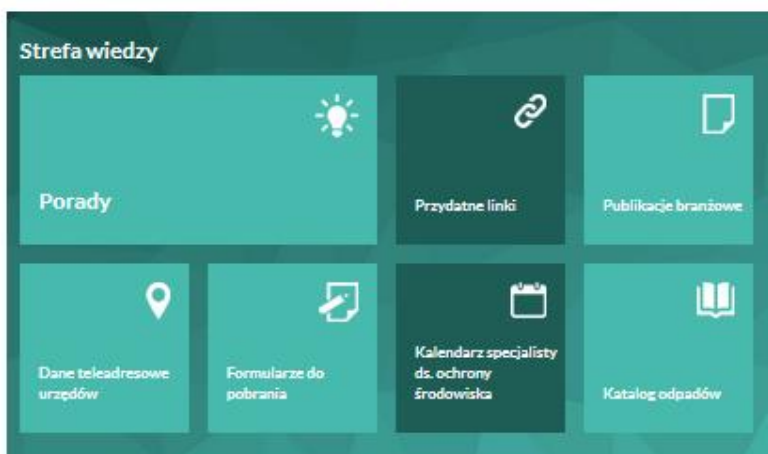 Strefa wiedzy
Porady
Przydatne linki
Publikacje branżowe
Dane teleadresowe
urzędów
Formularze do
pobrania
Kalendarz specjalisty
ds. ochrony
środowiska
Katalog odpadów